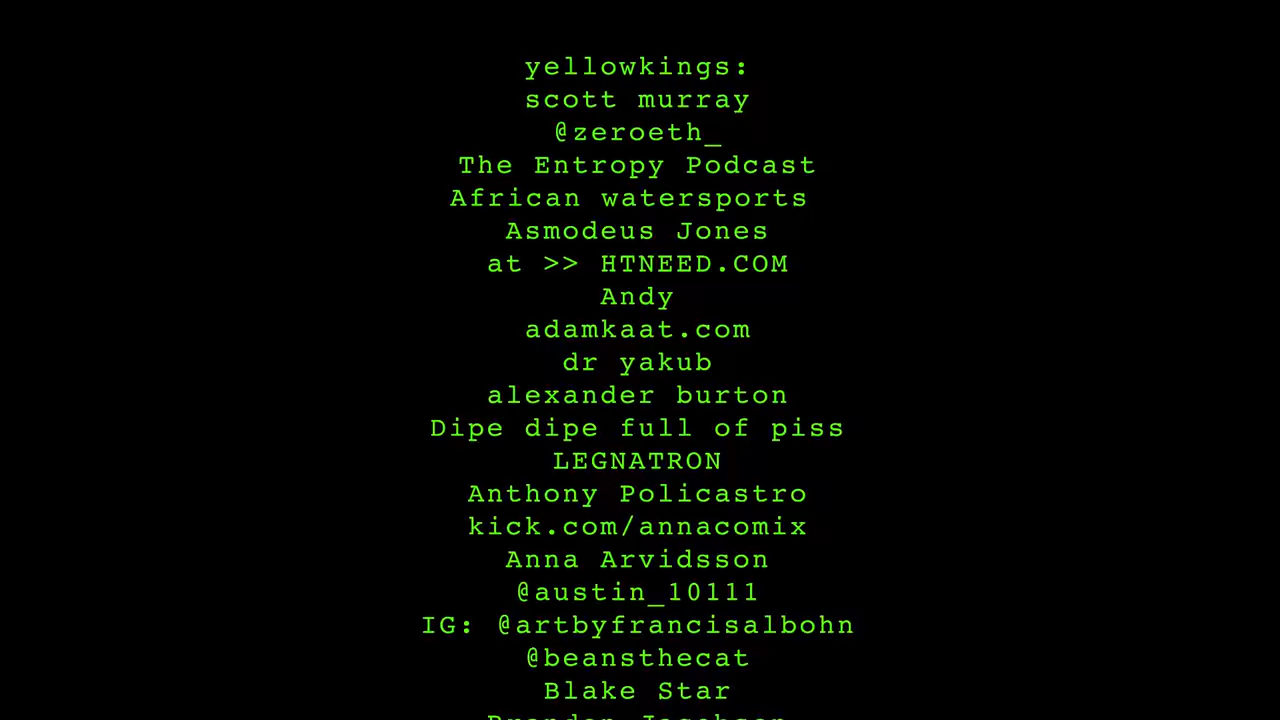 yellowkings:
scott murray
@zeroeth_
The Entropy Podcast
African watersports
Asmodeus Jones
at >> HTNEED.COM
Andy
adamkaat.com
dr yakub
alexander burton
Dipe dipe full of piss
LEGNATRON
Anthony Policastro
kick.com/annacomix
Anna Arvidsson
@austin_10111
IG: @artbyfrancisalbohn
@beansthecat
Blake Star